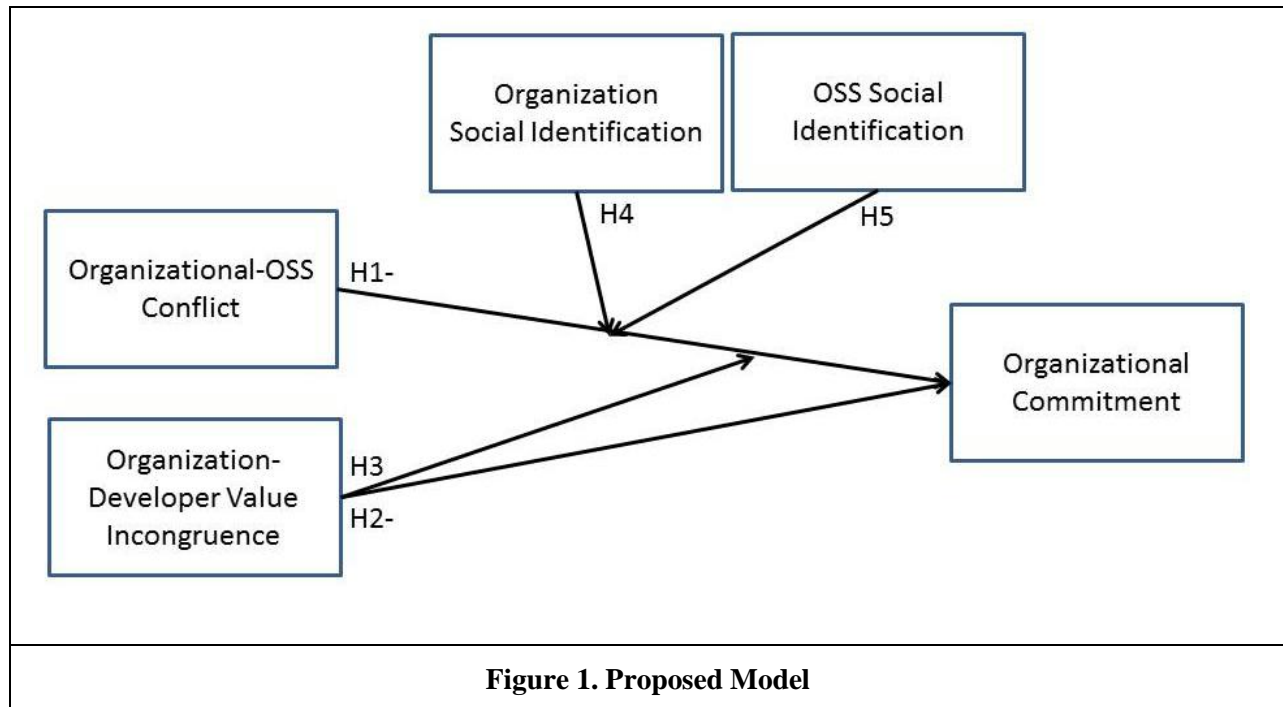 Organization
Social Identification
OSS Social
Identification
H4
H5
Organizational-OSS
Conflict
H1-
Organizational
Commitment
Organization-
Developer Value
Incongruence
H3
H2-
Figure 1. Proposed Model